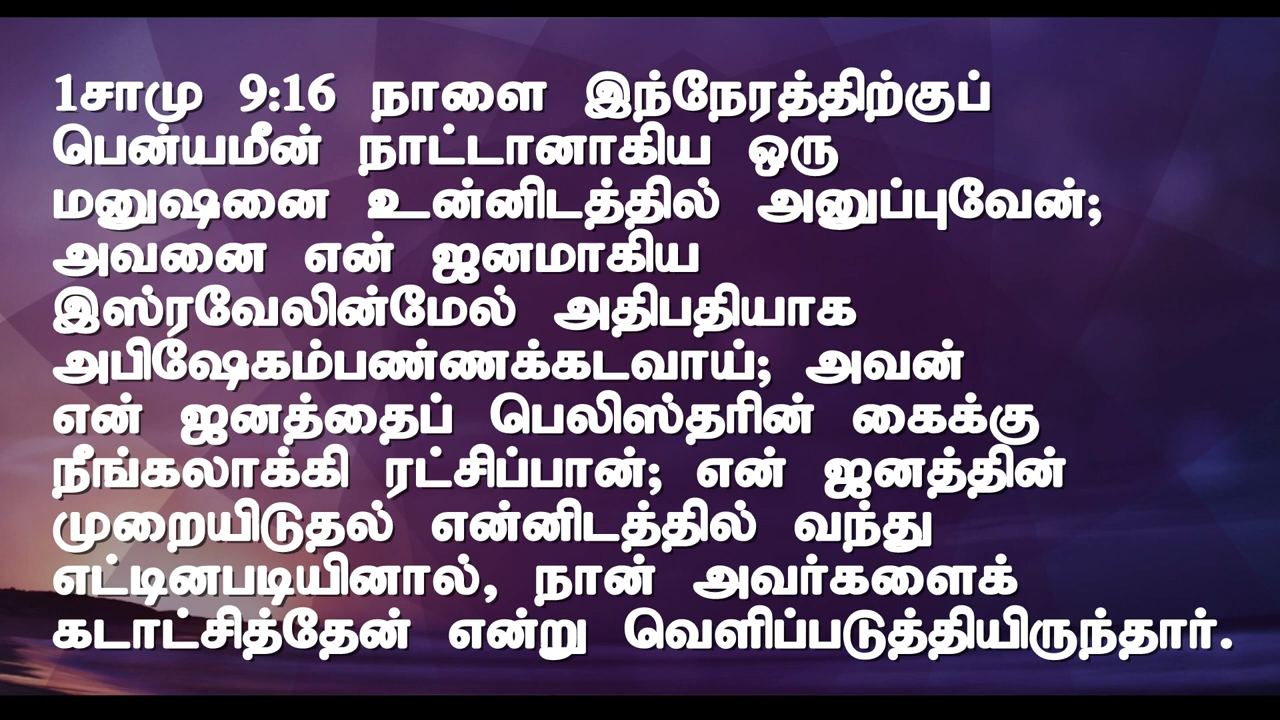 1சாமு 9:16 நாளை இந்நேரத்திற்குப்
பென்யமீன் நாட்டானாகிய ஒரு
மனுஷனை உன்னிடத்தில் அனுப்புவேன்;
அவனை என் ஜனமாகிய
இஸ்ரவேலின்மேல் அதிபதியாக
அபிஷேகம்பண்ணக்கடவாய்; அவன்
என் ஜனத்தைப் பெலிஸ்தரின் கைக்கு
நீங்கலாக்கி ரட்சிப்பான்; என் ஜனத்தின்
முறையிடுதல் என்னிடத்தில் வந்து
எட்டினபடியினால், நான் அவர்களைக்
கடாட்சித்தேன் என்று வெளிப்படுத்தியிருந்தார்.